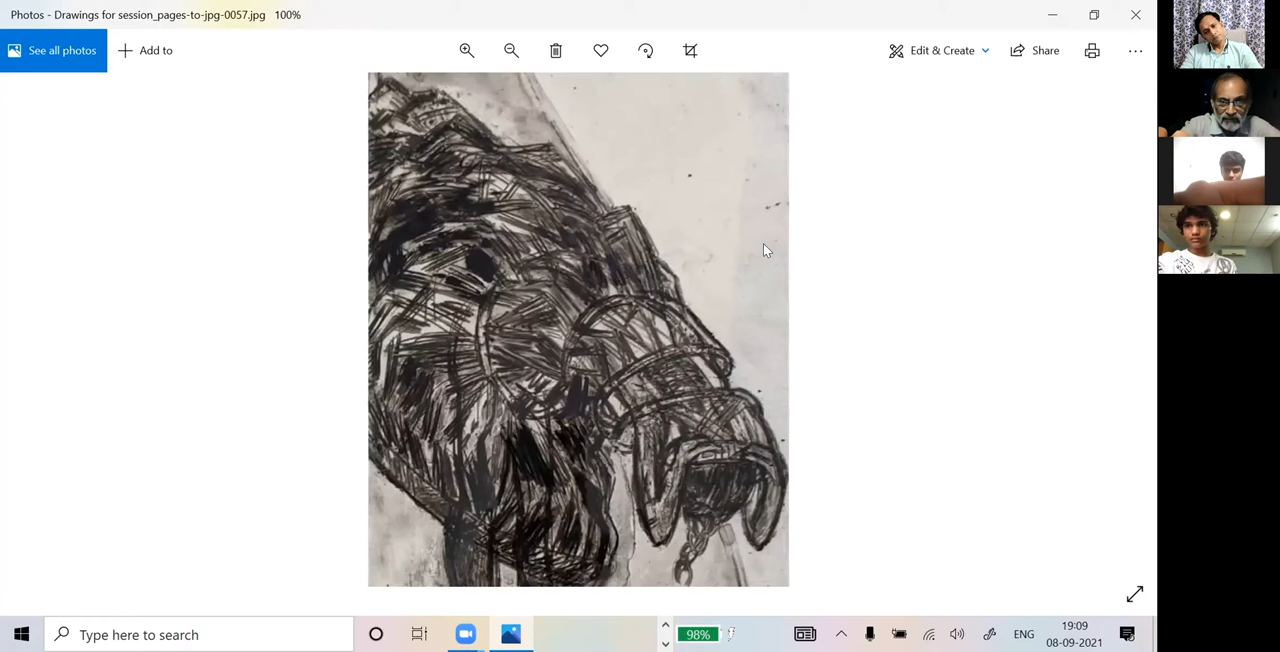 Photos - Drawings for session_pages-to-jpg-0057.jpg 100%
See all photos
Add to
Edit & Create
Share
Type here to search
98%
ENG
19:09
08-09-2021